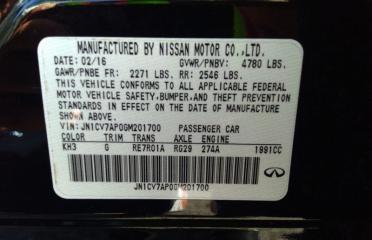 MANUFACTURED BY NISSAN MOTOR CO.,LTD.
DATE: 02/16 GVWR/PNBV: 4780 LBS.
GAWR/PNBE FR: 2271 LBS. RR: 2546 LBS.
THIS VEHICLE CONFORMS TO ALL APPLICABLE FEDERAL
MOTOR VEHICLE SAFETY,BUMPER,AND THEFT PREVENTION
STANDARDS IN EFFECT ON THE DATE OF MANUFACTURE
SHOWN ABOVE.
VIN: JN1CV7AP0GM201700 PASSENGER CAR
COLOR TRIM TRANS AXLE ENGINE
KH3 G RE7R01A RG29 274A 1991CC
JN1CV7AP0GM201700
INFINITI